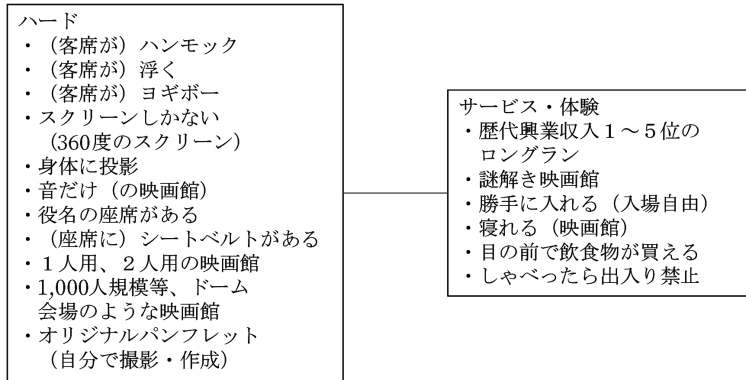 ハード
・（客席が）ハンモック
・（客席が）浮く
・（客席が）ヨギボー
・スクリーンしかない
（360度のスクリーン）
・身体に投影
・音だけ（の映画館）
・役名の座席がある
・（座席に）シートベルトがある
・１人用、２人用の映画館
・1,000人規模等、ドーム
会場のような映画館
・オリジナルパンフレット
（自分で撮影・作成）
サービス・体験
・歴代興業収入１～５位の
ロングラン
・謎解き映画館
・勝手に入れる（入場自由）
・寝れる（映画館）
・目の前で飲食物が買える
・しゃべったら出入り禁止